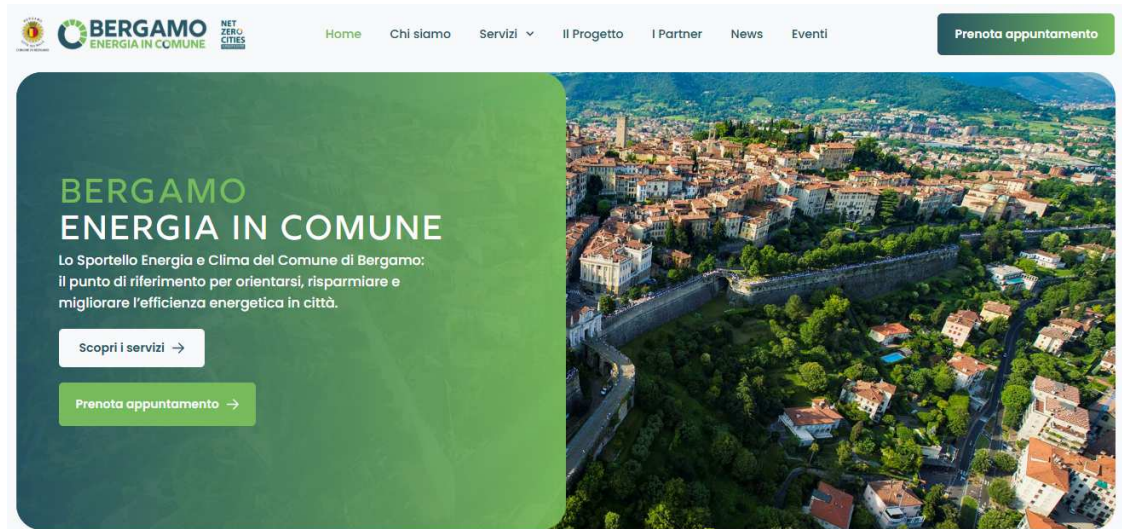 BERGAMO
ENERGIA IN COMUNE
NET
ZERO
CITIES
Home
Chi siamo
Servizi
Il Progetto
I Partner
News
Eventi
Prenota appuntamento
BERGAMO
ENERGIA IN COMUNE
Lo Sportello Energia e Clima del Comune di Bergamo:
il punto di riferimento per orientarsi, risparmiare e
migliorare l’efficienza energetica in città.
Scopri i servizi →
Prenota appuntamento →